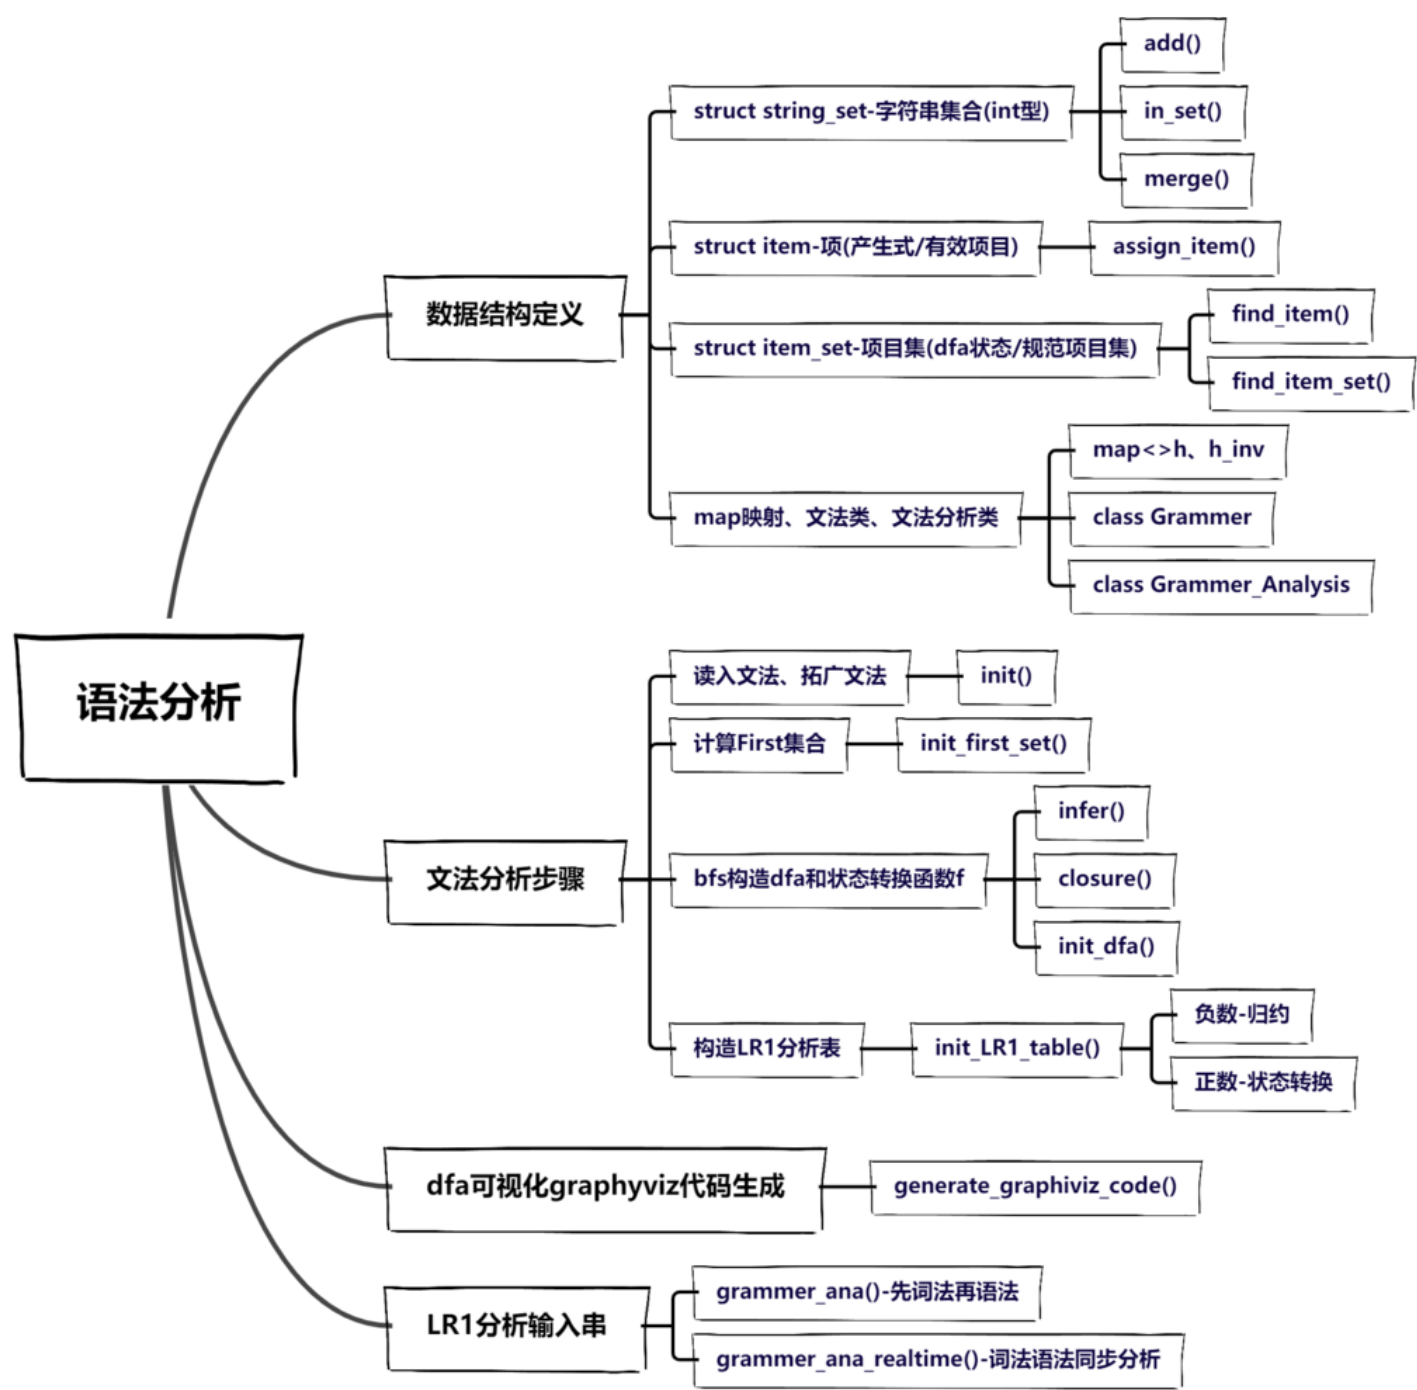 语法分析
数据结构定义
struct string_set-字符串集合(int型)
add()
in_set()
merge()
struct item-项(产生式/有效项目)
assign_item()
struct item_set-项目集(dfa状态/规范项目集)
find_item()
find_item_set()
map映射、文法类、文法分析类
map<>h、h_inv
class Grammer
class Grammer_Analysis
文法分析步骤
读入文法、拓广文法
init()
计算First集合
init_first_set()
bfs构造dfa和状态转换函数f
infer()
closure()
init_dfa()
构造LR1分析表
init_LR1_table()
负数-归约
正数-状态转换
dfa可视化graphyviz代码生成
generate_graphiviz_code()
LR1分析输入串
grammer_ana()-先词法再语法
grammer_ana_realtime()-词法语法同步分析